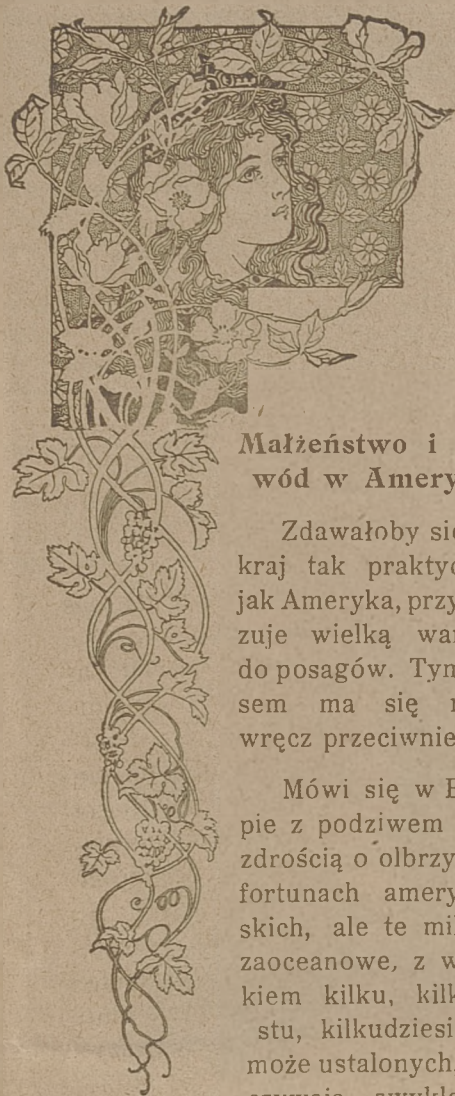 Małżeństwo i
wód w Amery
Zdawałoby się
kraj tak praktyc
jak Ameryka, przy
zuje wielką war
do posagów. Tym
sem ma się r
wręcz przeciwnie
Mówi się w E
pie z podziwem
zdrością o olbrzy
fortunach amery
skich, ale te mil
zaoceanowe, z w
kiem kilku, kilk
stu, kilkudziesi
może ustalonych,